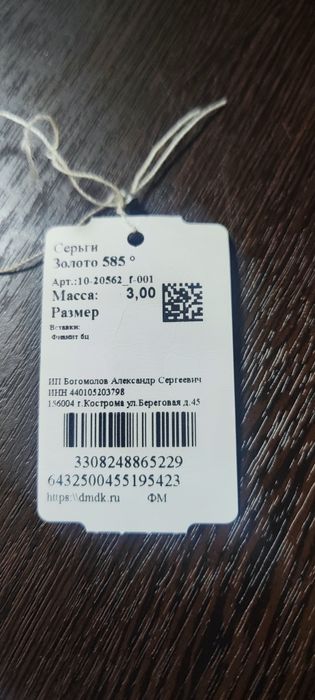 Серьги
Золото 585 °
Арт.:10-20562_f-001
Масса: 3,00
Размер
Вставки:
Фианит бц
ИП Богомолов Александр Сергеевич
ИНН 440105203798
156004 г.Кострома ул.Береговая д.45
3308248865229
6432500455195423
https://dmdk.ru ФМ